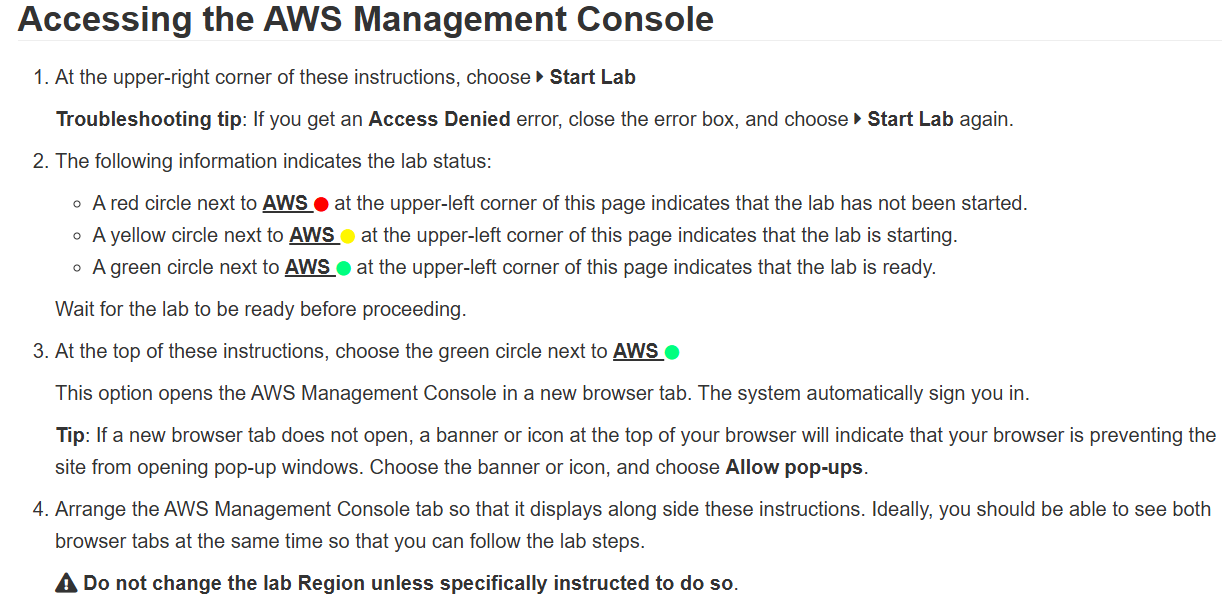 Accessing the AWS Management Console
1. At the upper-right corner of these instructions, choose ▸ Start Lab
Troubleshooting tip: If you get an Access Denied error, close the error box, and choose ▸ Start Lab again.
2. The following information indicates the lab status:
◦ A red circle next to AWS ● at the upper-left corner of this page indicates that the lab has not been started.
◦ A yellow circle next to AWS ● at the upper-left corner of this page indicates that the lab is starting.
◦ A green circle next to AWS ● at the upper-left corner of this page indicates that the lab is ready.
Wait for the lab to be ready before proceeding.
3. At the top of these instructions, choose the green circle next to AWS ●
This option opens the AWS Management Console in a new browser tab. The system automatically sign you in.
Tip: If a new browser tab does not open, a banner or icon at the top of your browser will indicate that your browser is preventing the
site from opening pop-up windows. Choose the banner or icon, and choose Allow pop-ups.
4. Arrange the AWS Management Console tab so that it displays along side these instructions. Ideally, you should be able to see both
browser tabs at the same time so that you can follow the lab steps.
⚠ Do not change the lab Region unless specifically instructed to do so.